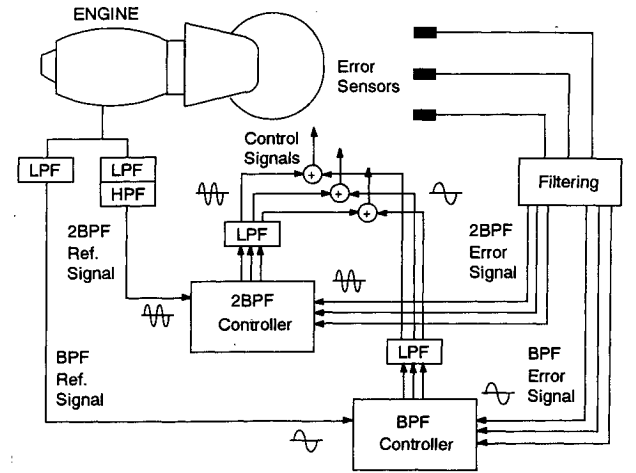 ENGINE
Error
Sensors
Control
Signals
LPF
LPF
HPF
Filtering
+
+
+
LPF
2BPF
Ref.
Signal
2BPF
Error
Signal
2BPF
Controller
LPF
BPF
Ref.
Signal
BPF
Error
Signal
BPF
Controller